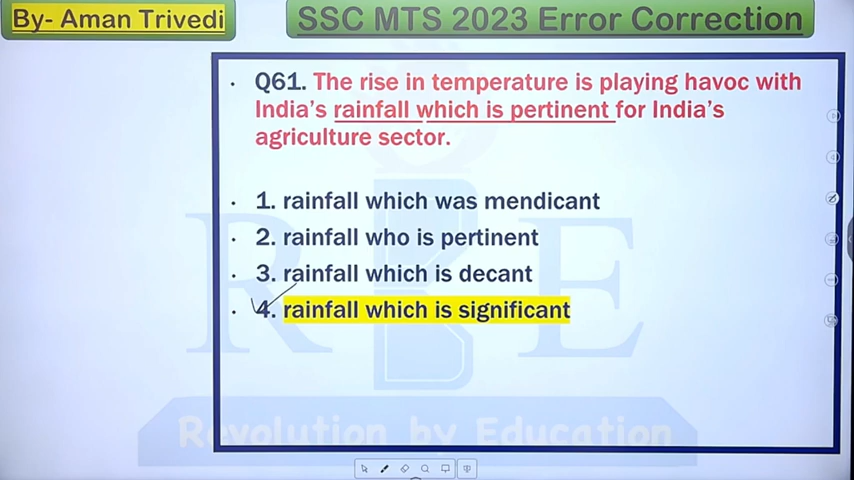 By- Aman Trivedi
SSC MTS 2023 Error Correction
• Q61. The rise in temperature is playing havoc with
India's rainfall which is pertinent for India's
agriculture sector.
• 1. rainfall which was mendicant
• 2. rainfall who is pertinent
• 3. rainfall which is decant
• 4. rainfall which is significant
R B E
Revolution by Education